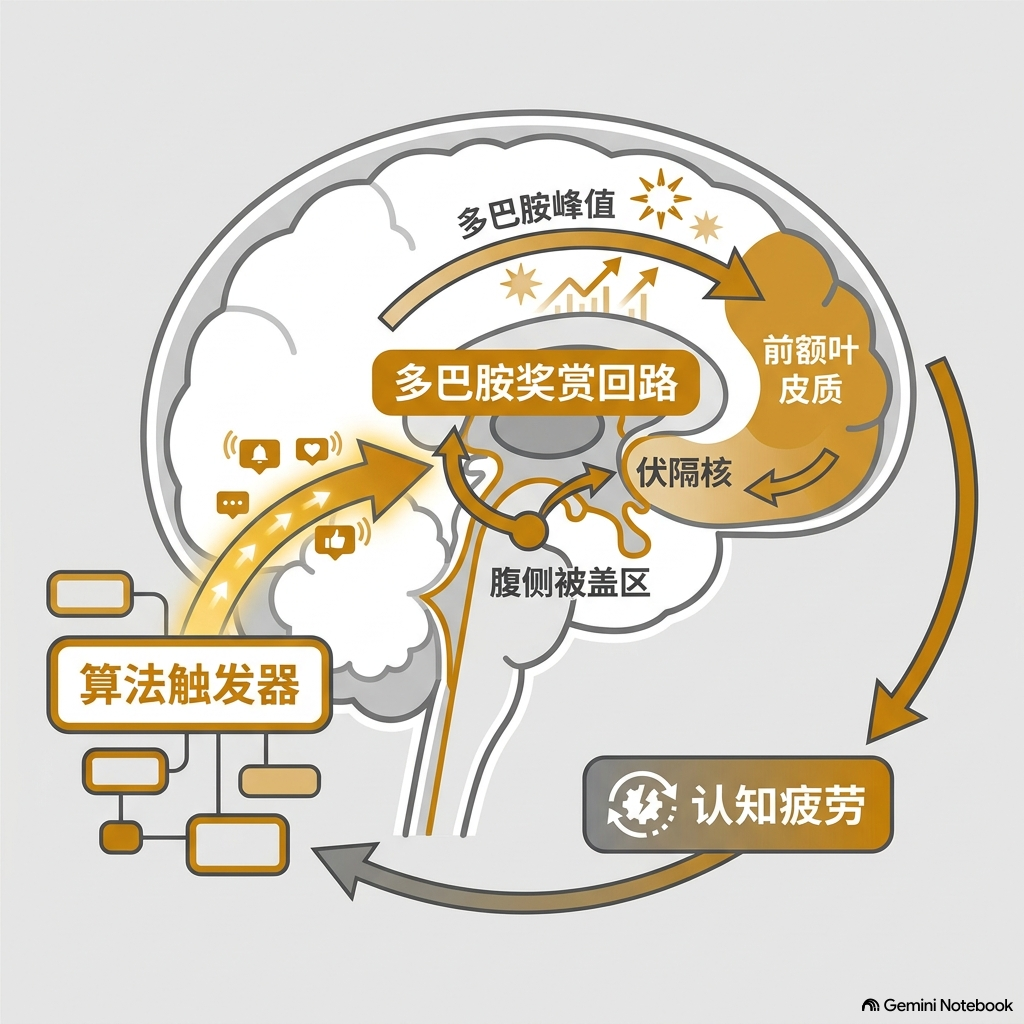 多巴胺峰值
前额叶
皮质
多巴胺奖赏回路
伏隔核
腹侧被盖区
算法触发器
认知疲劳
Gemini Notebook